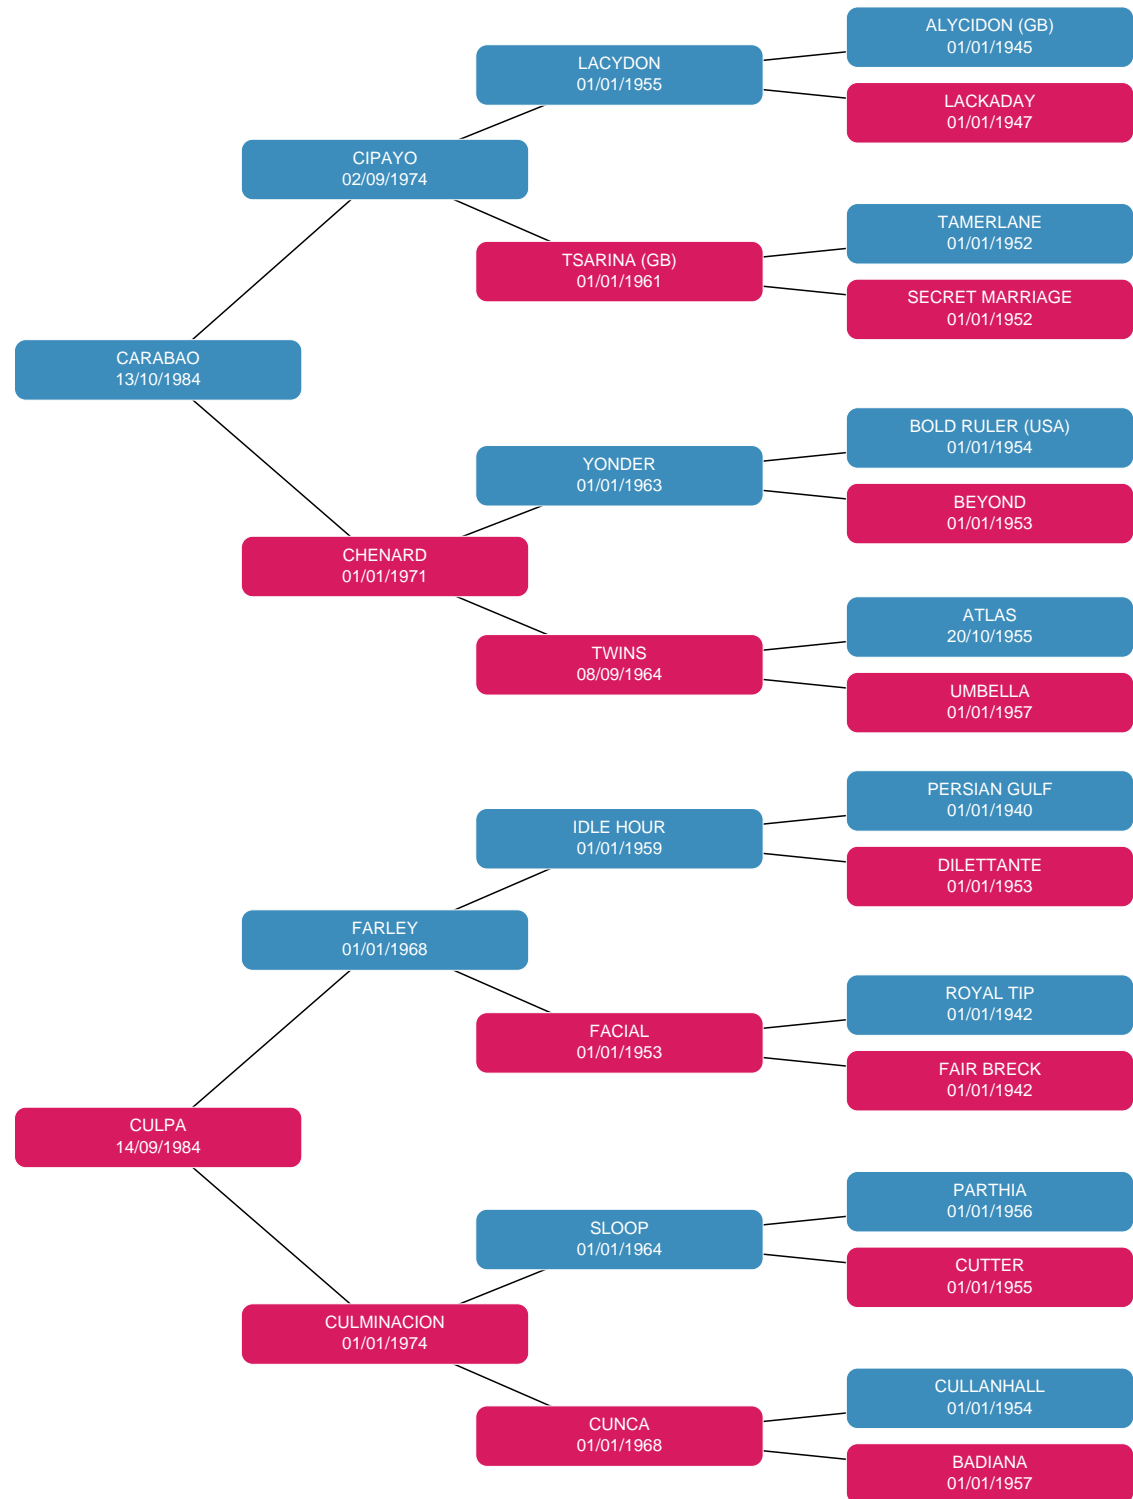 ALYCIDON (GB)
01/01/1945
LACYDON
01/01/1955
LACKADAY
01/01/1947
CIPAYO
02/09/1974
TAMERLANE
01/01/1952
TSARINA (GB)
01/01/1961
SECRET MARRIAGE
01/01/1952
CARABAO
13/10/1984
BOLD RULER (USA)
01/01/1954
YONDER
01/01/1963
BEYOND
01/01/1953
CHENARD
01/01/1971
ATLAS
20/10/1955
TWINS
08/09/1964
UMBELLA
01/01/1957
PERSIAN GULF
01/01/1940
IDLE HOUR
01/01/1959
DILETTANTE
01/01/1953
FARLEY
01/01/1968
ROYAL TIP
01/01/1942
FACIAL
01/01/1953
FAIR BRECK
01/01/1942
CULPA
14/09/1984
PARTHIA
01/01/1956
SLOOP
01/01/1964
CUTTER
01/01/1955
CULMINACION
01/01/1974
CULLANHALL
01/01/1954
CUNCA
01/01/1968
BADIANA
01/01/1957